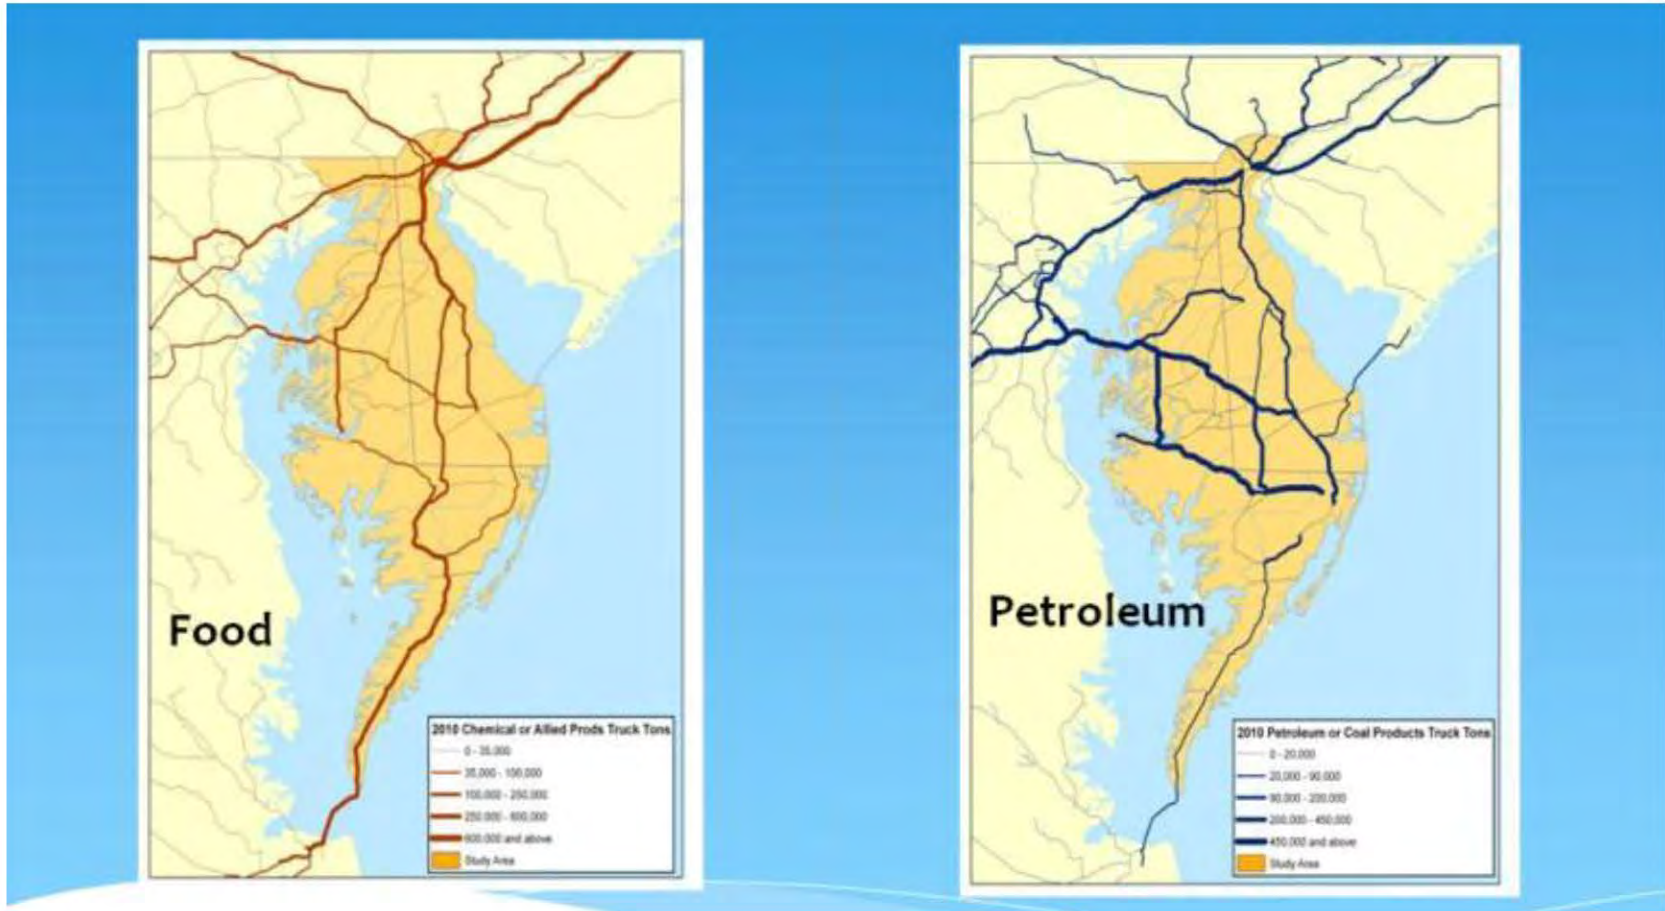 Food
2010 Chemical or Allied Prods Truck Tons
0 - 35,000
35,000 - 100,000
100,000 - 250,000
250,000 - 600,000
600,000 and above
Study Area
Petroleum
2010 Petroleum or Coal Products Truck Tons
0 - 20,000
20,000 - 90,000
90,000 - 200,000
200,000 - 450,000
450,000 and above
Study Area